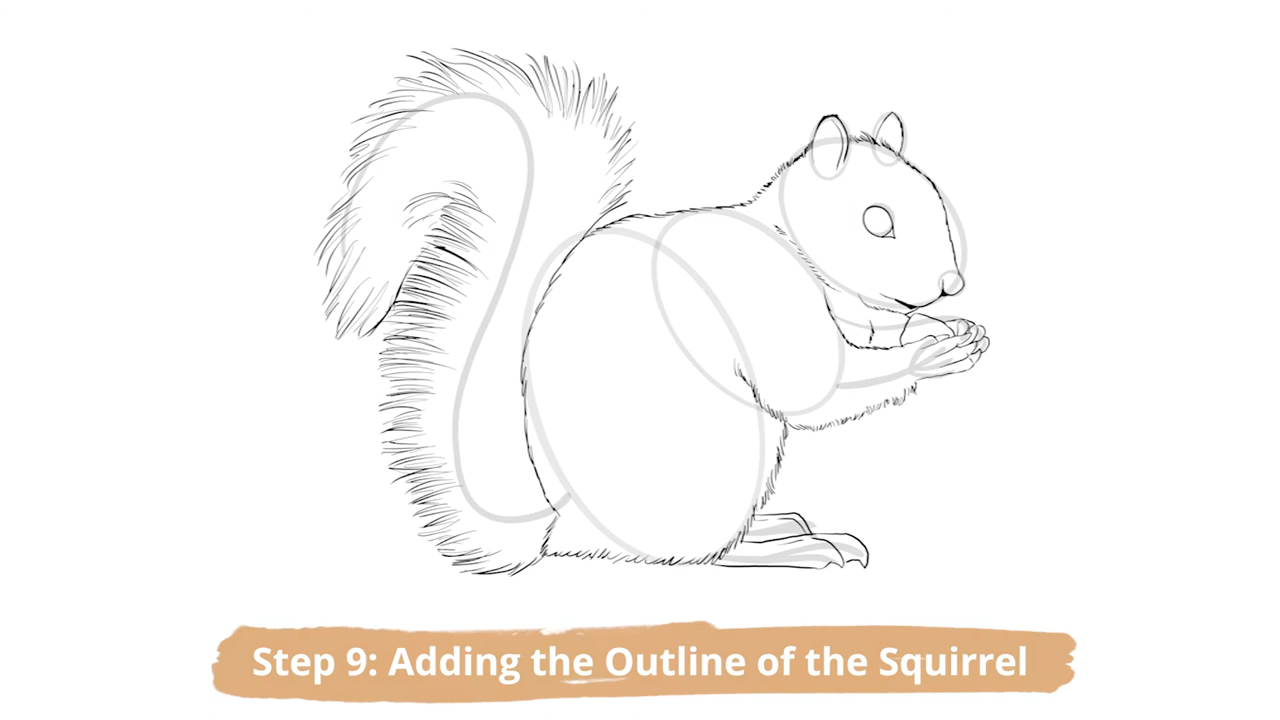 Step 9: Adding the Outline of the Squirrel